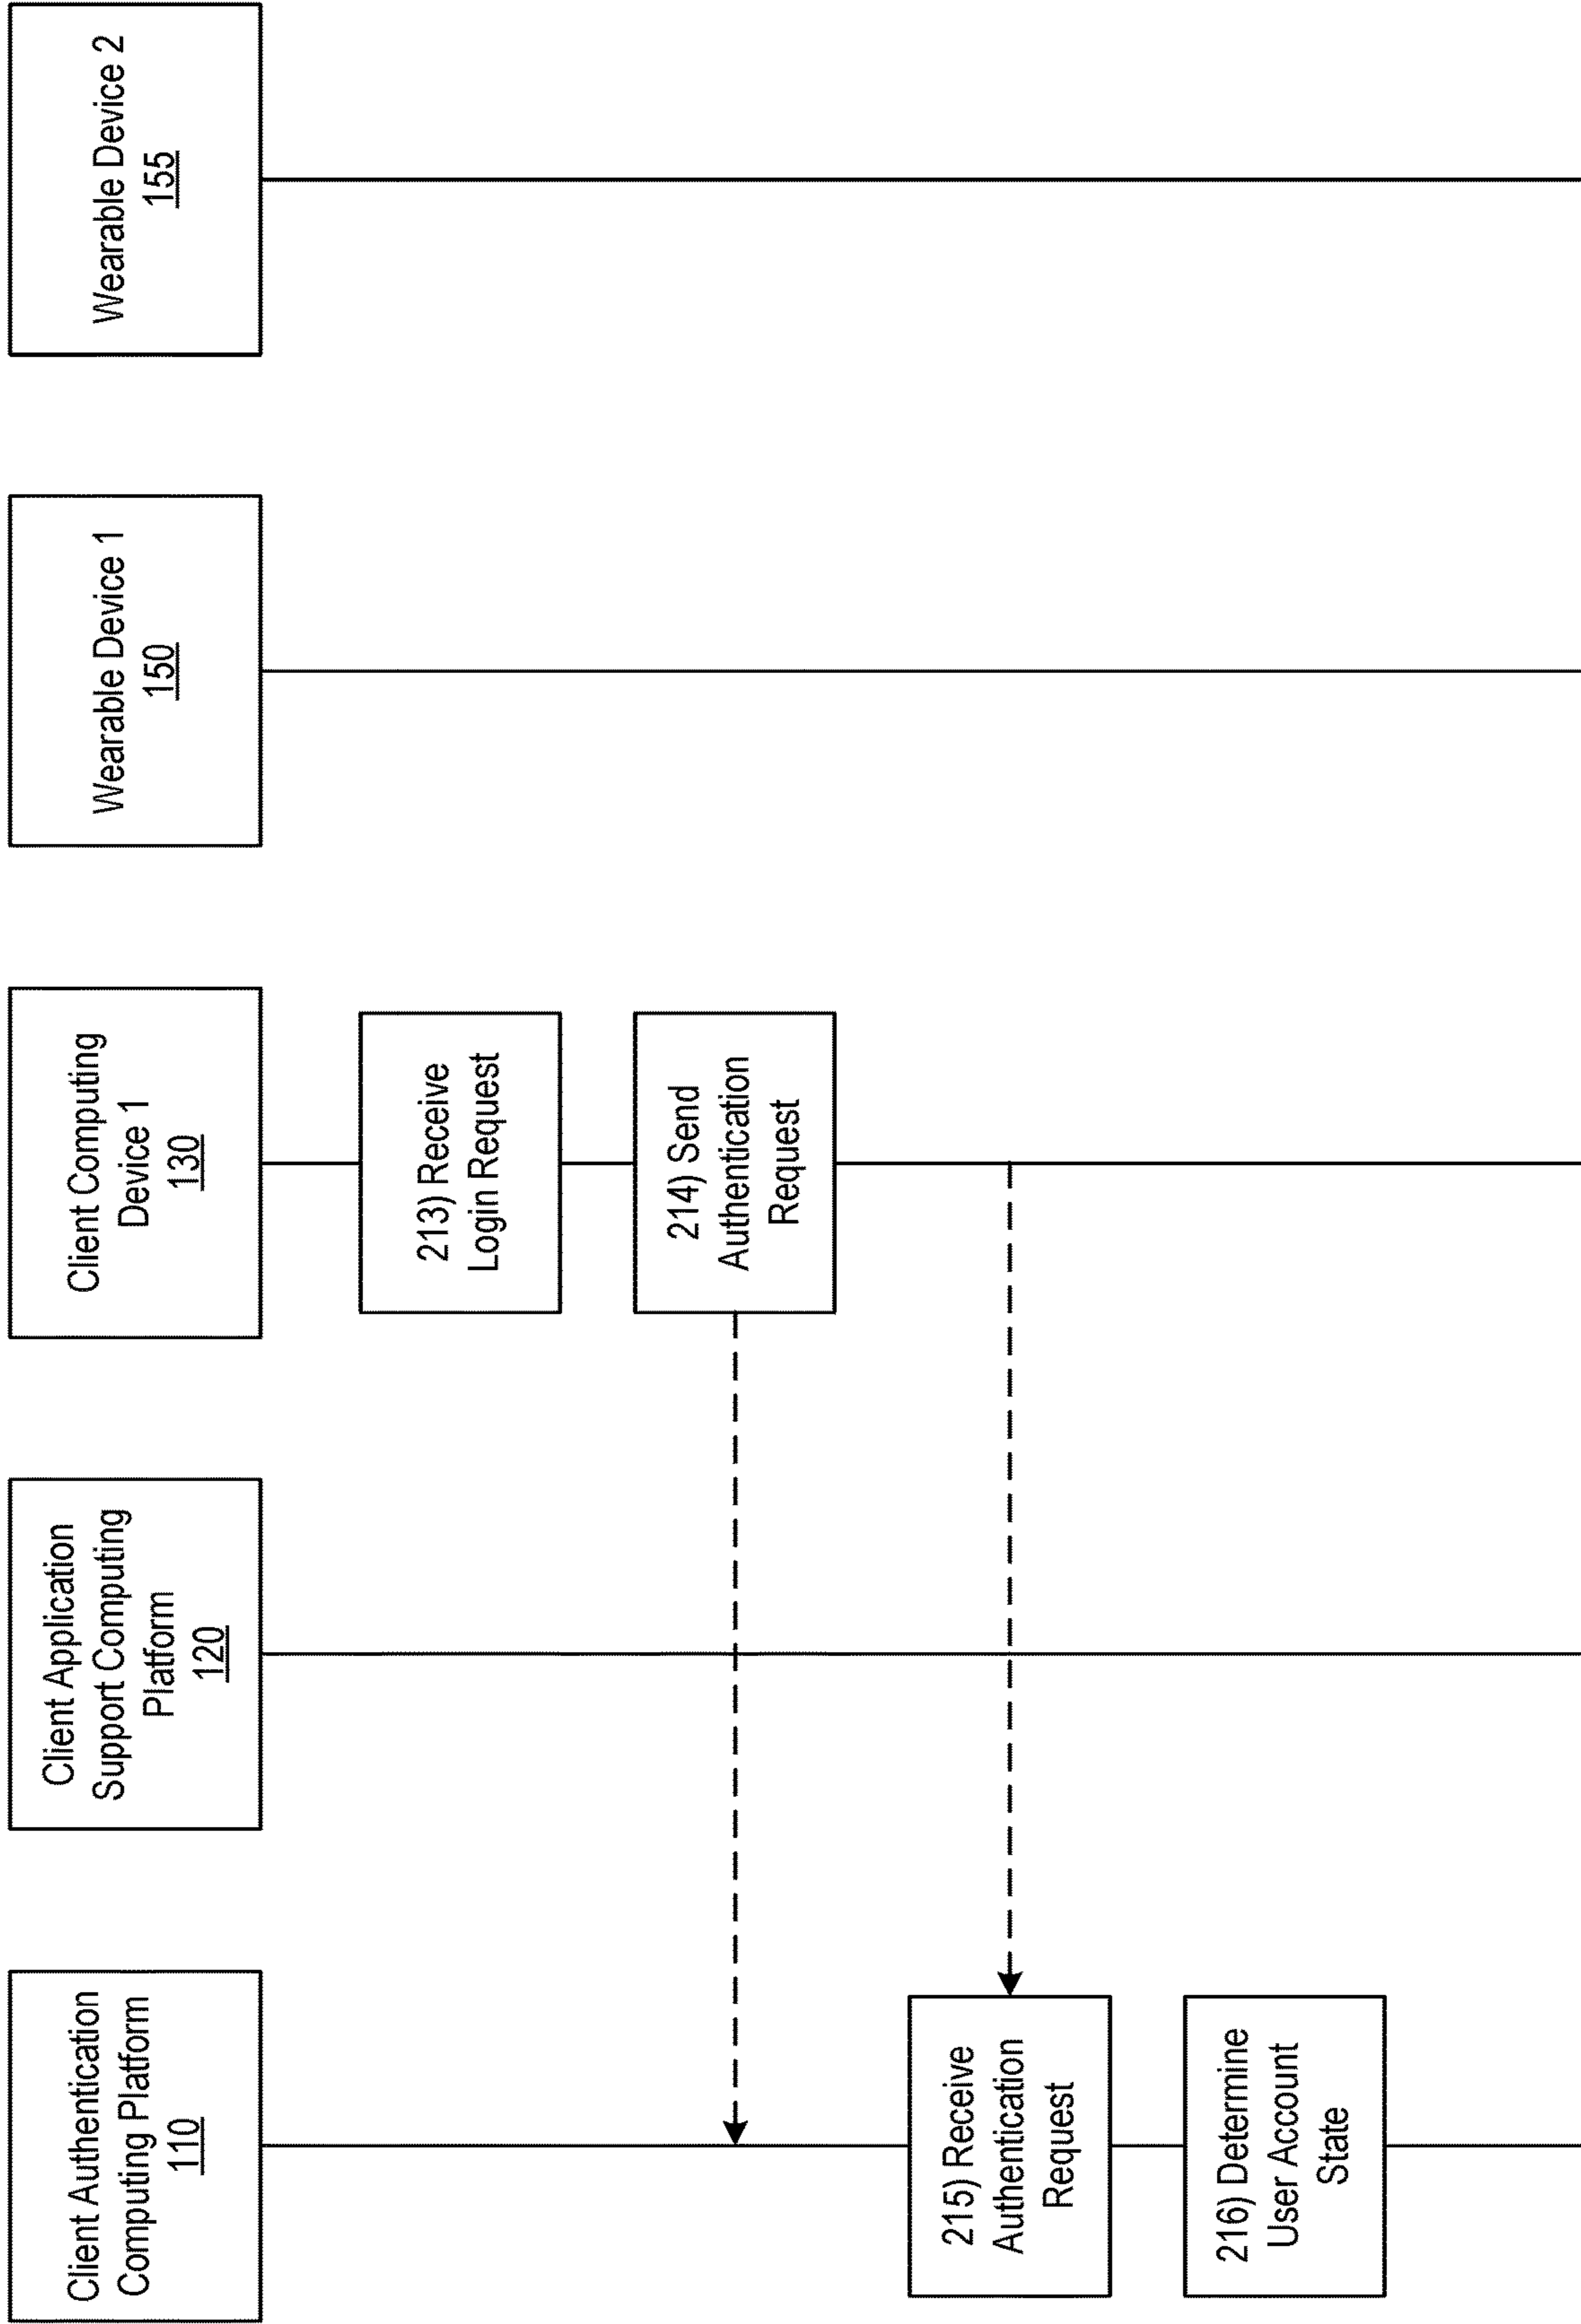 Client Authentication
Computing Platform
110
Client Application
Support Computing
Platform
120
Client Computing
Device 1
130
Wearable Device 1
150
Wearable Device 2
155
213) Receive
Login Request
214) Send
Authentication
Request
215) Receive
Authentication
Request
216) Determine
User Account
State